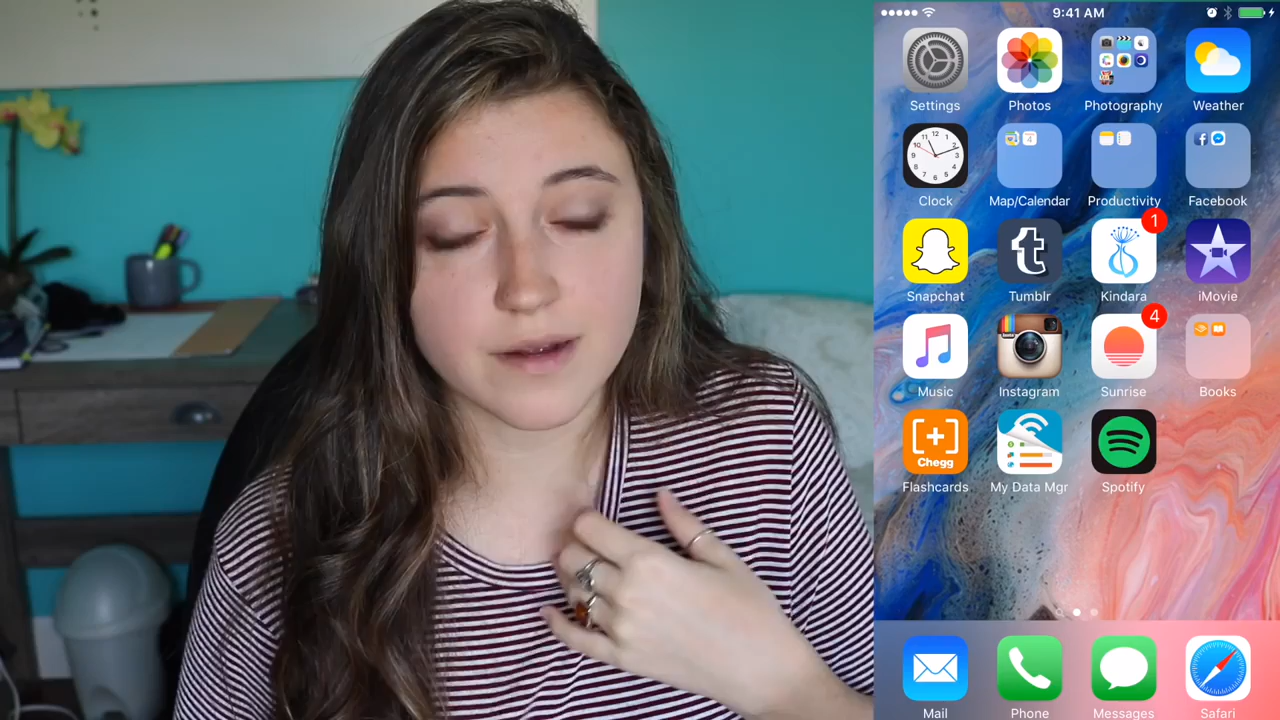 9:41 AM
Settings Photos Photography Weather
12
Clock Map/Calendar Productivity Facebook
1
Snapchat Tumblr Kindara iMovie
4
Music Instagram Sunrise Books
Chegg
Flashcards My Data Mgr Spotify
Mail Phone Messages Safari